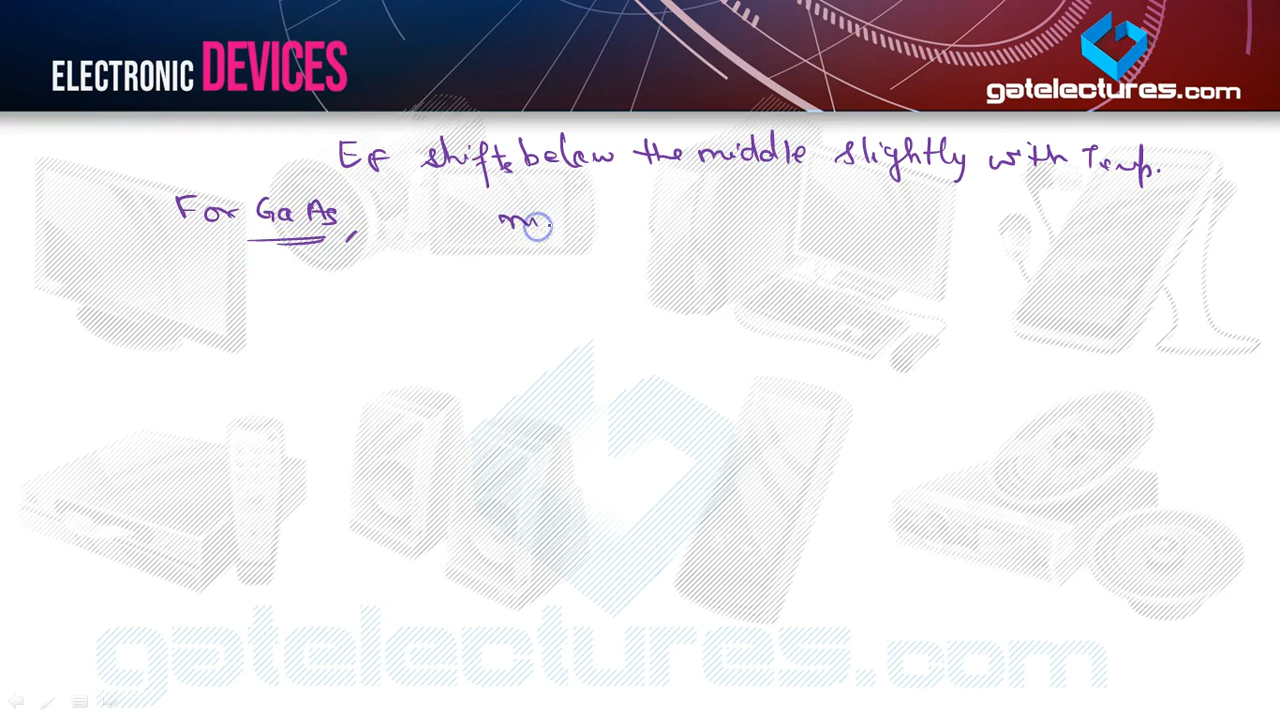 ELECTRONIC DEVICES
gatelectures.com
EF shifts below the middle slightly with Temp.
For GaAs, m.
gatelectures.com